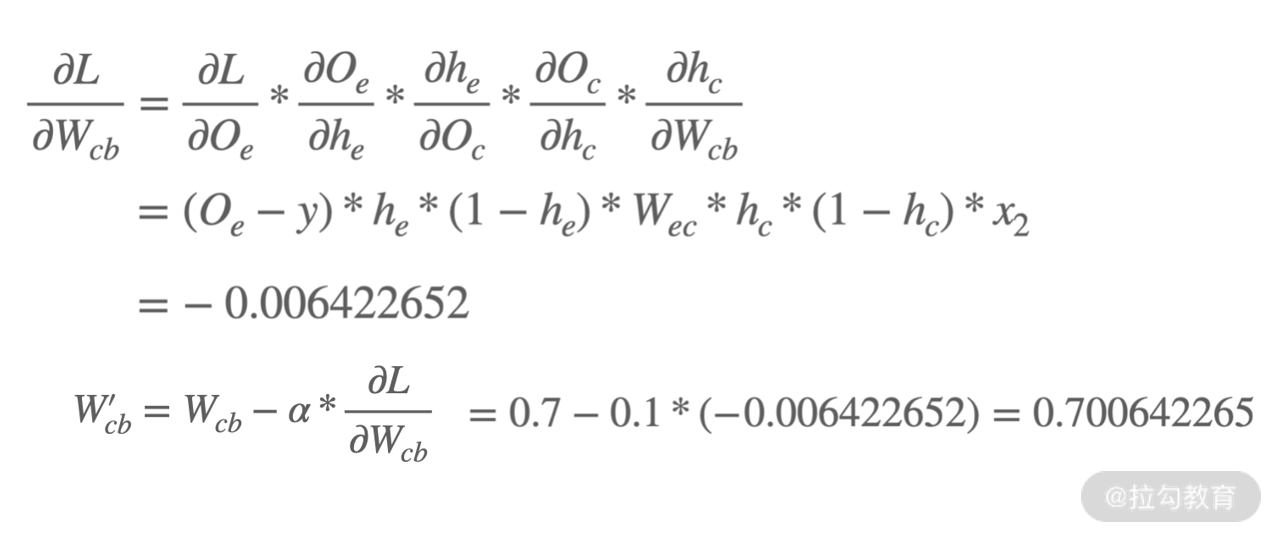 ∂L/∂W_cb = ∂L/∂O_e * ∂O_e/∂h_e * ∂h_e/∂O_c * ∂O_c/∂h_c * ∂h_c/∂W_cb
= (O_e − y) * h_e * (1 − h_e) * W_ec * h_c * (1 − h_c) * x_2
= − 0.006422652
W′_cb = W_cb − α * ∂L/∂W_cb = 0.7 − 0.1 * (−0.006422652) = 0.700642265
@拉勾教育